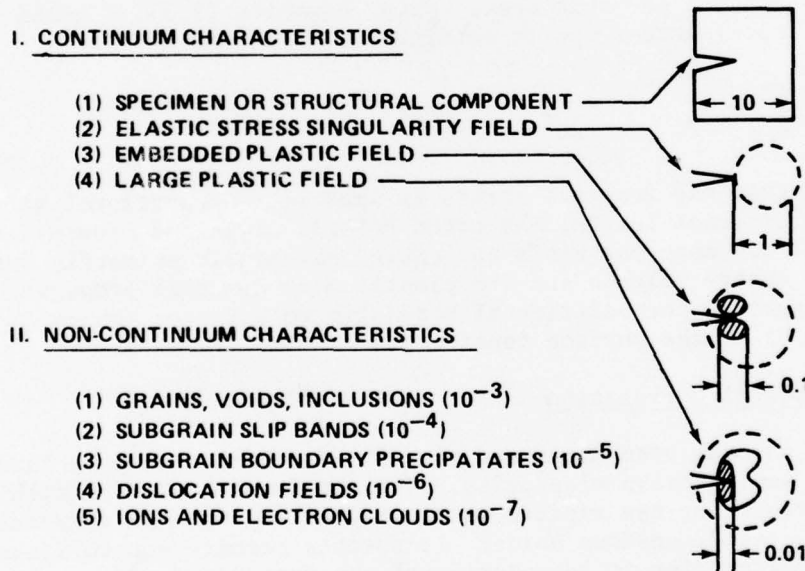 I. CONTINUUM CHARACTERISTICS
(1) SPECIMEN OR STRUCTURAL COMPONENT
(2) ELASTIC STRESS SINGULARITY FIELD
(3) EMBEDDED PLASTIC FIELD
(4) LARGE PLASTIC FIELD
10
1
0.1
II. NON-CONTINUUM CHARACTERISTICS
(1) GRAINS, VOIDS, INCLUSIONS (10⁻³)
(2) SUBGRAIN SLIP BANDS (10⁻⁴)
(3) SUBGRAIN BOUNDARY PRECIPATATES (10⁻⁵)
(4) DISLOCATION FIELDS (10⁻⁶)
(5) IONS AND ELECTRON CLOUDS (10⁻⁷)
0.01